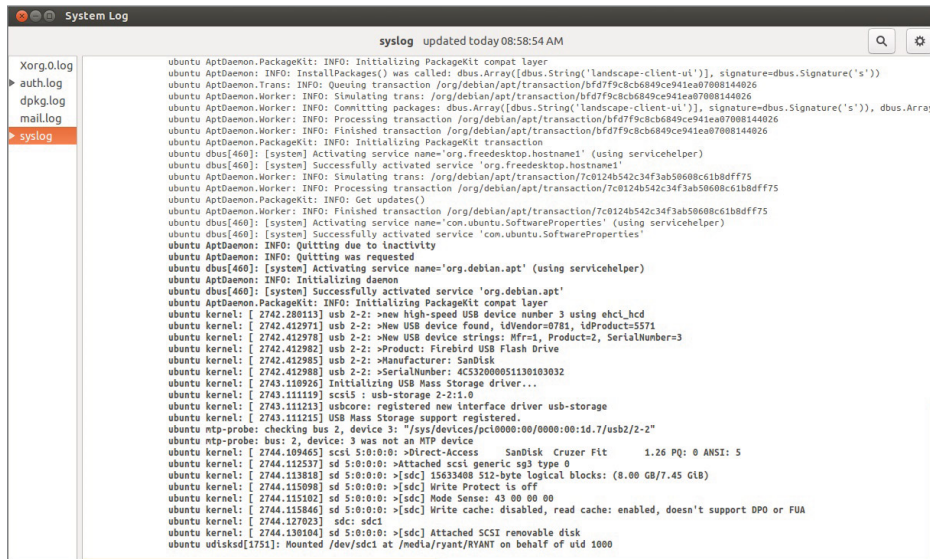 System Log
syslog updated today 08:58:54 AM
Xorg.0.log
auth.log
dpkg.log
mail.log
syslog
ubuntu AptDaemon.PackageKit: INFO: Initializing PackageKit compat layer
ubuntu AptDaemon: INFO: InstallPackages() was called: dbus.Array([dbus.String('landscape-client-ui')], signature=dbus.Signature('s'))
ubuntu AptDaemon.Trans: INFO: Queuing transaction /org/debian/apt/transaction/bfd7f9c8cb6849ce941ea07008144026
ubuntu AptDaemon.Worker: INFO: Simulating trans: /org/debian/apt/transaction/bfd7f9c8cb6849ce941ea07008144026
ubuntu AptDaemon.Worker: INFO: Committing packages: dbus.Array([dbus.String('landscape-client-ui')], signature=dbus.Signature('s')), dbus.Array
ubuntu AptDaemon.Worker: INFO: Processing transaction /org/debian/apt/transaction/bfd7f9c8cb6849ce941ea07008144026
ubuntu AptDaemon.Worker: INFO: Finished transaction /org/debian/apt/transaction/bfd7f9c8cb6849ce941ea07008144026
ubuntu AptDaemon.PackageKit: INFO: Initializing PackageKit transaction
ubuntu dbus[460]: [system] Activating service name='org.freedesktop.hostname1' (using servicehelper)
ubuntu dbus[460]: [system] Successfully activated service 'org.freedesktop.hostname1'
ubuntu AptDaemon.Worker: INFO: Simulating trans: /org/debian/apt/transaction/7c0124b542c34f3ab50608c61b8dff75
ubuntu AptDaemon.Worker: INFO: Processing transaction /org/debian/apt/transaction/7c0124b542c34f3ab50608c61b8dff75
ubuntu AptDaemon.PackageKit: INFO: Get updates()
ubuntu AptDaemon.Worker: INFO: Finished transaction /org/debian/apt/transaction/7c0124b542c34f3ab50608c61b8dff75
ubuntu dbus[460]: [system] Activating service name='com.ubuntu.SoftwareProperties' (using servicehelper)
ubuntu dbus[460]: [system] Successfully activated service 'com.ubuntu.SoftwareProperties'
ubuntu AptDaemon: INFO: Quitting due to inactivity
ubuntu AptDaemon: INFO: Quitting was requested
ubuntu dbus[460]: [system] Activating service name='org.debian.apt' (using servicehelper)
ubuntu AptDaemon: INFO: Initializing daemon
ubuntu dbus[460]: [system] Successfully activated service 'org.debian.apt'
ubuntu AptDaemon.PackageKit: INFO: Initializing PackageKit compat layer
ubuntu kernel: [ 2742.280113] usb 2-2: >new high-speed USB device number 3 using ehci_hcd
ubuntu kernel: [ 2742.412971] usb 2-2: >New USB device found, idVendor=0781, idProduct=5571
ubuntu kernel: [ 2742.412978] usb 2-2: >New USB device strings: Mfr=1, Product=2, SerialNumber=3
ubuntu kernel: [ 2742.412982] usb 2-2: >Product: Firebird USB Flash Drive
ubuntu kernel: [ 2742.412985] usb 2-2: >Manufacturer: SanDisk
ubuntu kernel: [ 2742.412988] usb 2-2: >SerialNumber: 4C532000051130103032
ubuntu kernel: [ 2743.110926] Initializing USB Mass Storage driver...
ubuntu kernel: [ 2743.111119] scsi5 : usb-storage 2-2:1.0
ubuntu kernel: [ 2743.111213] usbcore: registered new interface driver usb-storage
ubuntu kernel: [ 2743.111215] USB Mass Storage support registered.
ubuntu mtp-probe: checking bus 2, device 3: "/sys/devices/pci0000:00/0000:00:1d.7/usb2/2-2"
ubuntu mtp-probe: bus: 2, device: 3 was not an MTP device
ubuntu kernel: [ 2744.109465] scsi 5:0:0:0: >Direct-Access SanDisk Cruzer Fit 1.26 PQ: 0 ANSI: 5
ubuntu kernel: [ 2744.112537] sd 5:0:0:0: >Attached scsi generic sg3 type 0
ubuntu kernel: [ 2744.113818] sd 5:0:0:0: >[sdc] 15633408 512-byte logical blocks: (8.00 GB/7.45 GiB)
ubuntu kernel: [ 2744.115098] sd 5:0:0:0: >[sdc] Write Protect is off
ubuntu kernel: [ 2744.115102] sd 5:0:0:0: >[sdc] Mode Sense: 43 00 00 00
ubuntu kernel: [ 2744.115846] sd 5:0:0:0: >[sdc] Write cache: disabled, read cache: enabled, doesn't support DPO or FUA
ubuntu kernel: [ 2744.127023] sdc: sdc1
ubuntu kernel: [ 2744.130104] sd 5:0:0:0: >[sdc] Attached SCSI removable disk
ubuntu udisksd[1751]: Mounted /dev/sdc1 at /media/ryant/RYANT on behalf of uid 1000